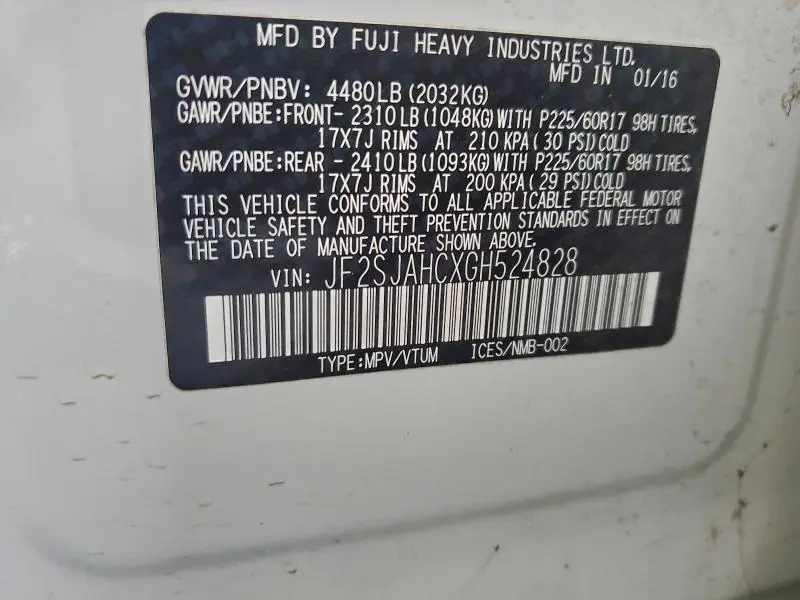 MFD BY FUJI HEAVY INDUSTRIES LTD.
MFD IN 01/16
GVWR/PNBV: 4480LB(2032KG)
GAWR/PNBE:FRONT-2310LB(1048KG)WITH P225/60R17 98H TIRES,
17X7J RIMS AT 210 KPA( 30 PSI)COLD
GAWR/PNBE:REAR -2410LB(1093KG)WITH P225/60R17 98H TIRES,
17X7J RIMS AT 200 KPA( 29 PSI)COLD
THIS VEHICLE CONFORMS TO ALL APPLICABLE FEDERAL MOTOR
VEHICLE SAFETY AND THEFT PREVENTION STANDARDS IN EFFECT ON
THE DATE OF MANUFACTURE SHOWN ABOVE.
VIN: JF2SJAHCXGH524828
TYPE:MPV/VTUM ICES/NMB-002